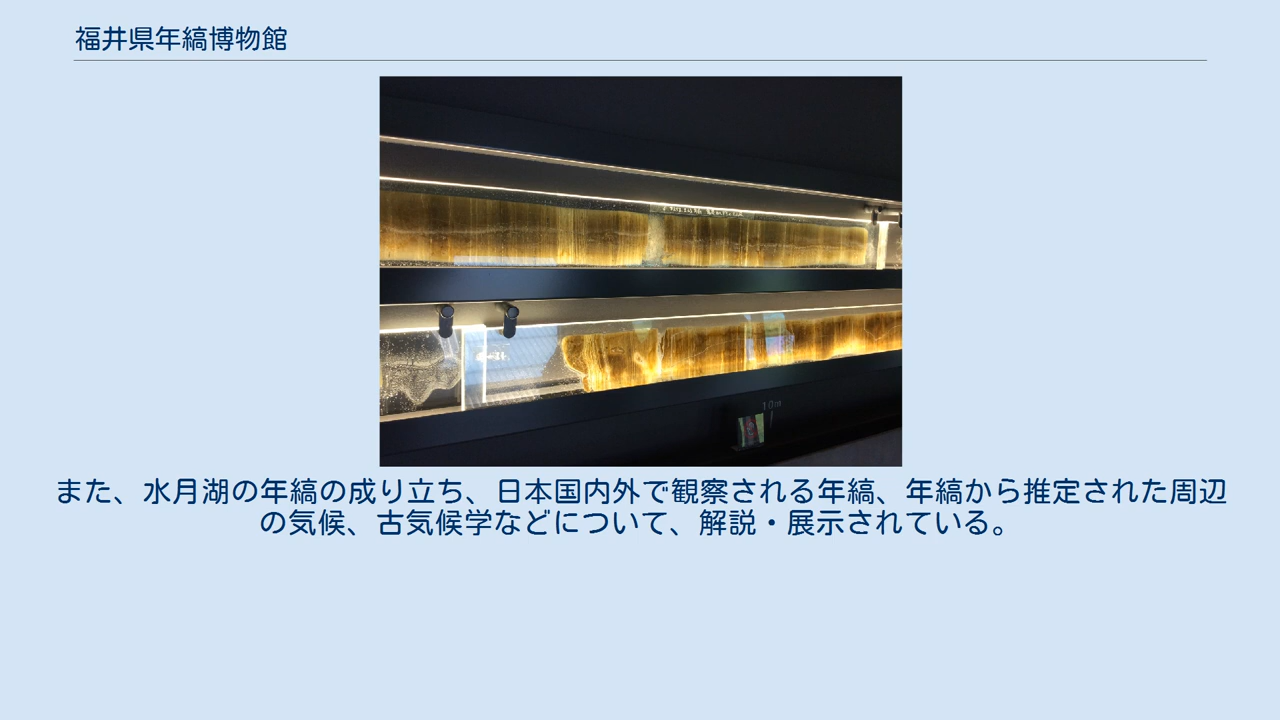 福井県年縞博物館
10m
また、水月湖の年縞の成り立ち、日本国内外で観察される年縞、年縞から推定された周辺
の気候、古気候学などについて、解説・展示されている。